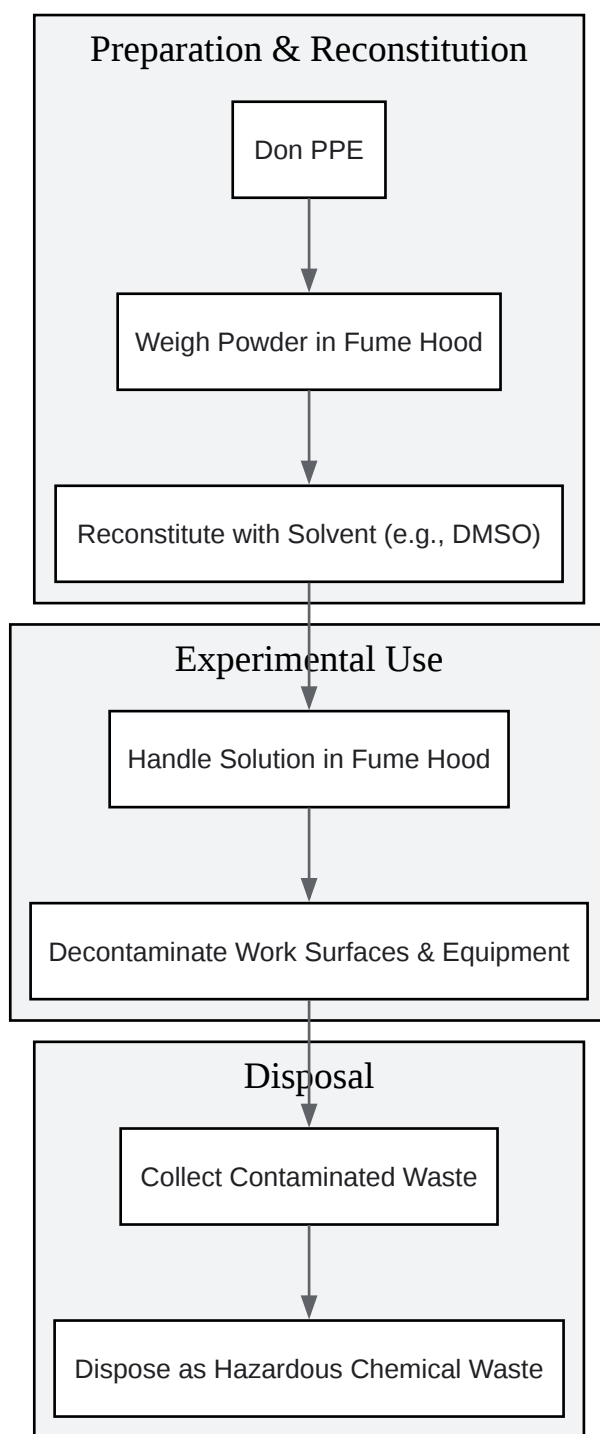 Preparation & Reconstitution
Don PPE
Weigh Powder in Fume Hood
Reconstitute with Solvent (e.g., DMSO)
Experimental Use
Handle Solution in Fume Hood
Decontaminate Work Surfaces & Equipment
Disposal
Collect Contaminated Waste
Dispose as Hazardous Chemical Waste